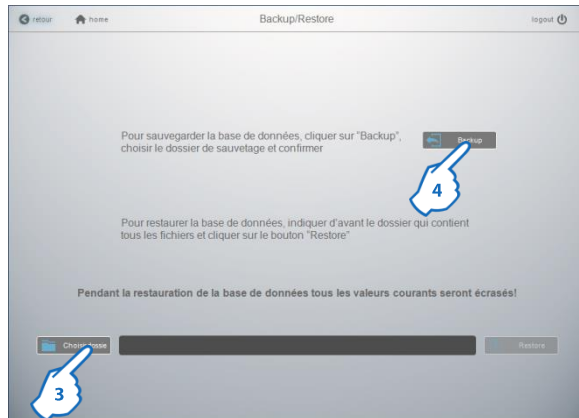 retour
home
Backup/Restore
logout
Pour sauvegarder la base de données, cliquer sur "Backup",
choisir le dossier de sauvetage et confirmer
Backup
4
Pour restaurer la base de données, indiquer d'avant le dossier qui contient
tous les fichiers et cliquer sur le bouton "Restore"
Pendant la restauration de la base de données tous les valeurs courants seront écrasés!
Restore
3